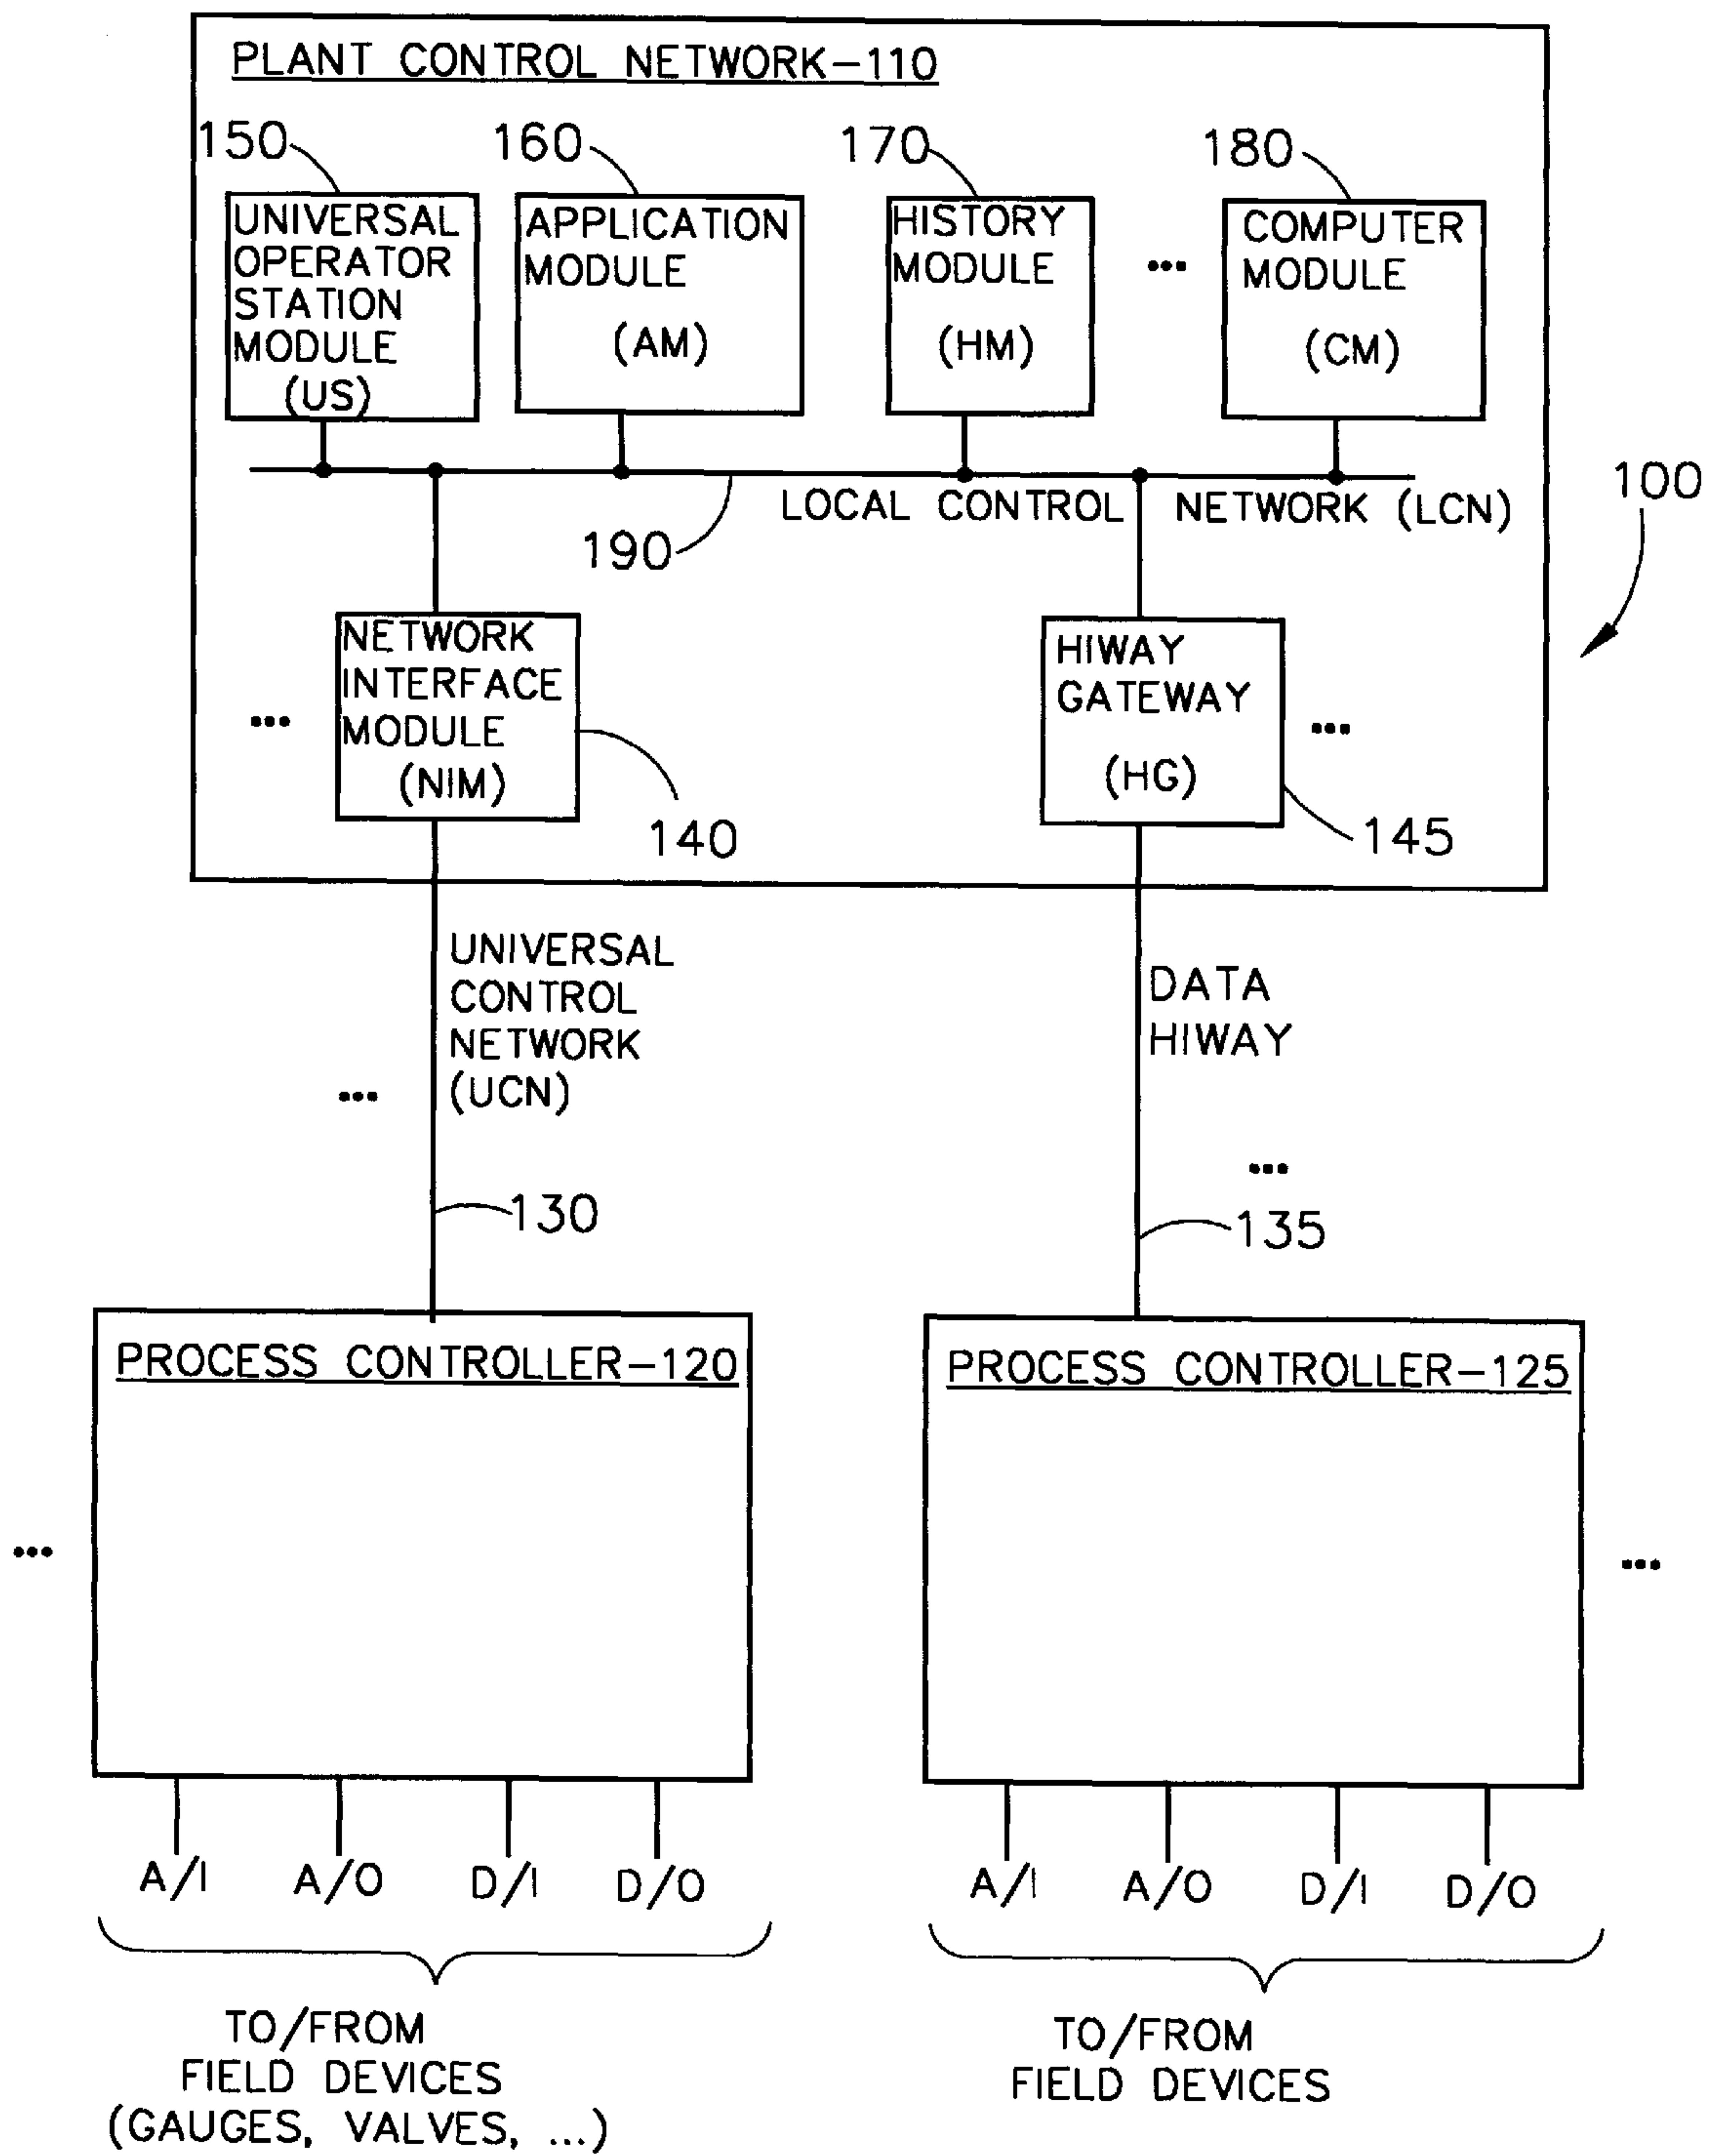 PLANT CONTROL NETWORK-110
150
160
170
180
UNIVERSAL
OPERATOR
STATION
MODULE
(US)
APPLICATION
MODULE
(AM)
HISTORY
MODULE
(HM)
...
COMPUTER
MODULE
(CM)
LOCAL CONTROL NETWORK (LCN)
190
100
...
NETWORK
INTERFACE
MODULE
(NIM)
140
HIWAY
GATEWAY
(HG)
...
145
UNIVERSAL
CONTROL
NETWORK
(UCN)
...
130
DATA
HIWAY
...
135
PROCESS CONTROLLER-120
...
A/I A/O D/I D/O
TO/FROM
FIELD DEVICES
(GAUGES, VALVES, ...)
PROCESS CONTROLLER-125
...
A/I A/O D/I D/O
TO/FROM
FIELD DEVICES